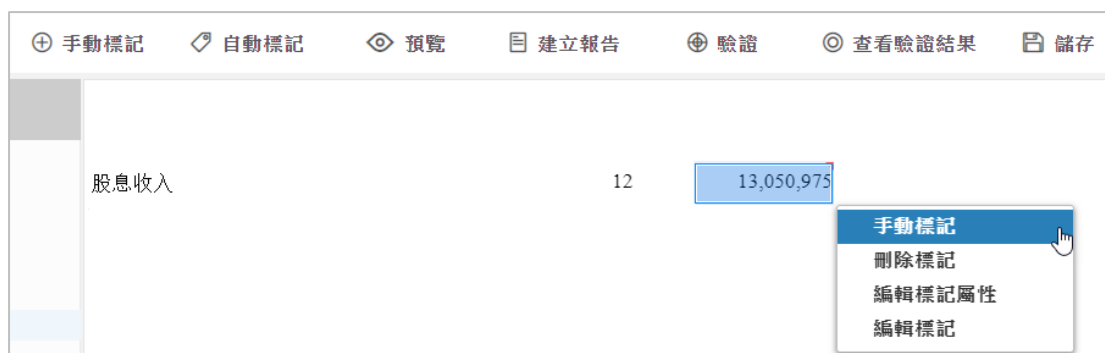 手動標記 自動標記 預覽 建立報告 驗證 查看驗證結果 儲存
股息收入 12 13,050,975
手動標記
刪除標記
編輯標記屬性
編輯標記